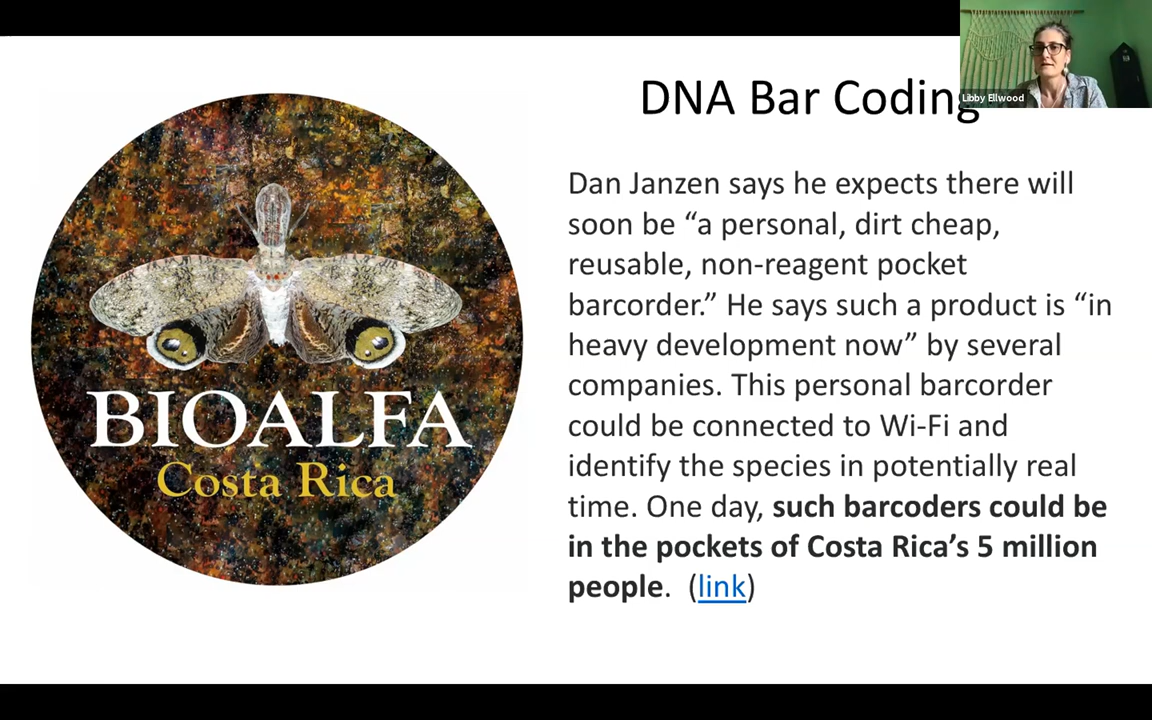 DNA Bar Coding
Libby Ellwood
Dan Janzen says he expects there will
soon be “a personal, dirt cheap,
reusable, non-reagent pocket
barcorder.” He says such a product is “in
heavy development now” by several
companies. This personal barcorder
could be connected to Wi-Fi and
identify the species in potentially real
time. One day, such barcoders could be
in the pockets of Costa Rica’s 5 million
people.  (link)
BIOALFA
Costa Rica